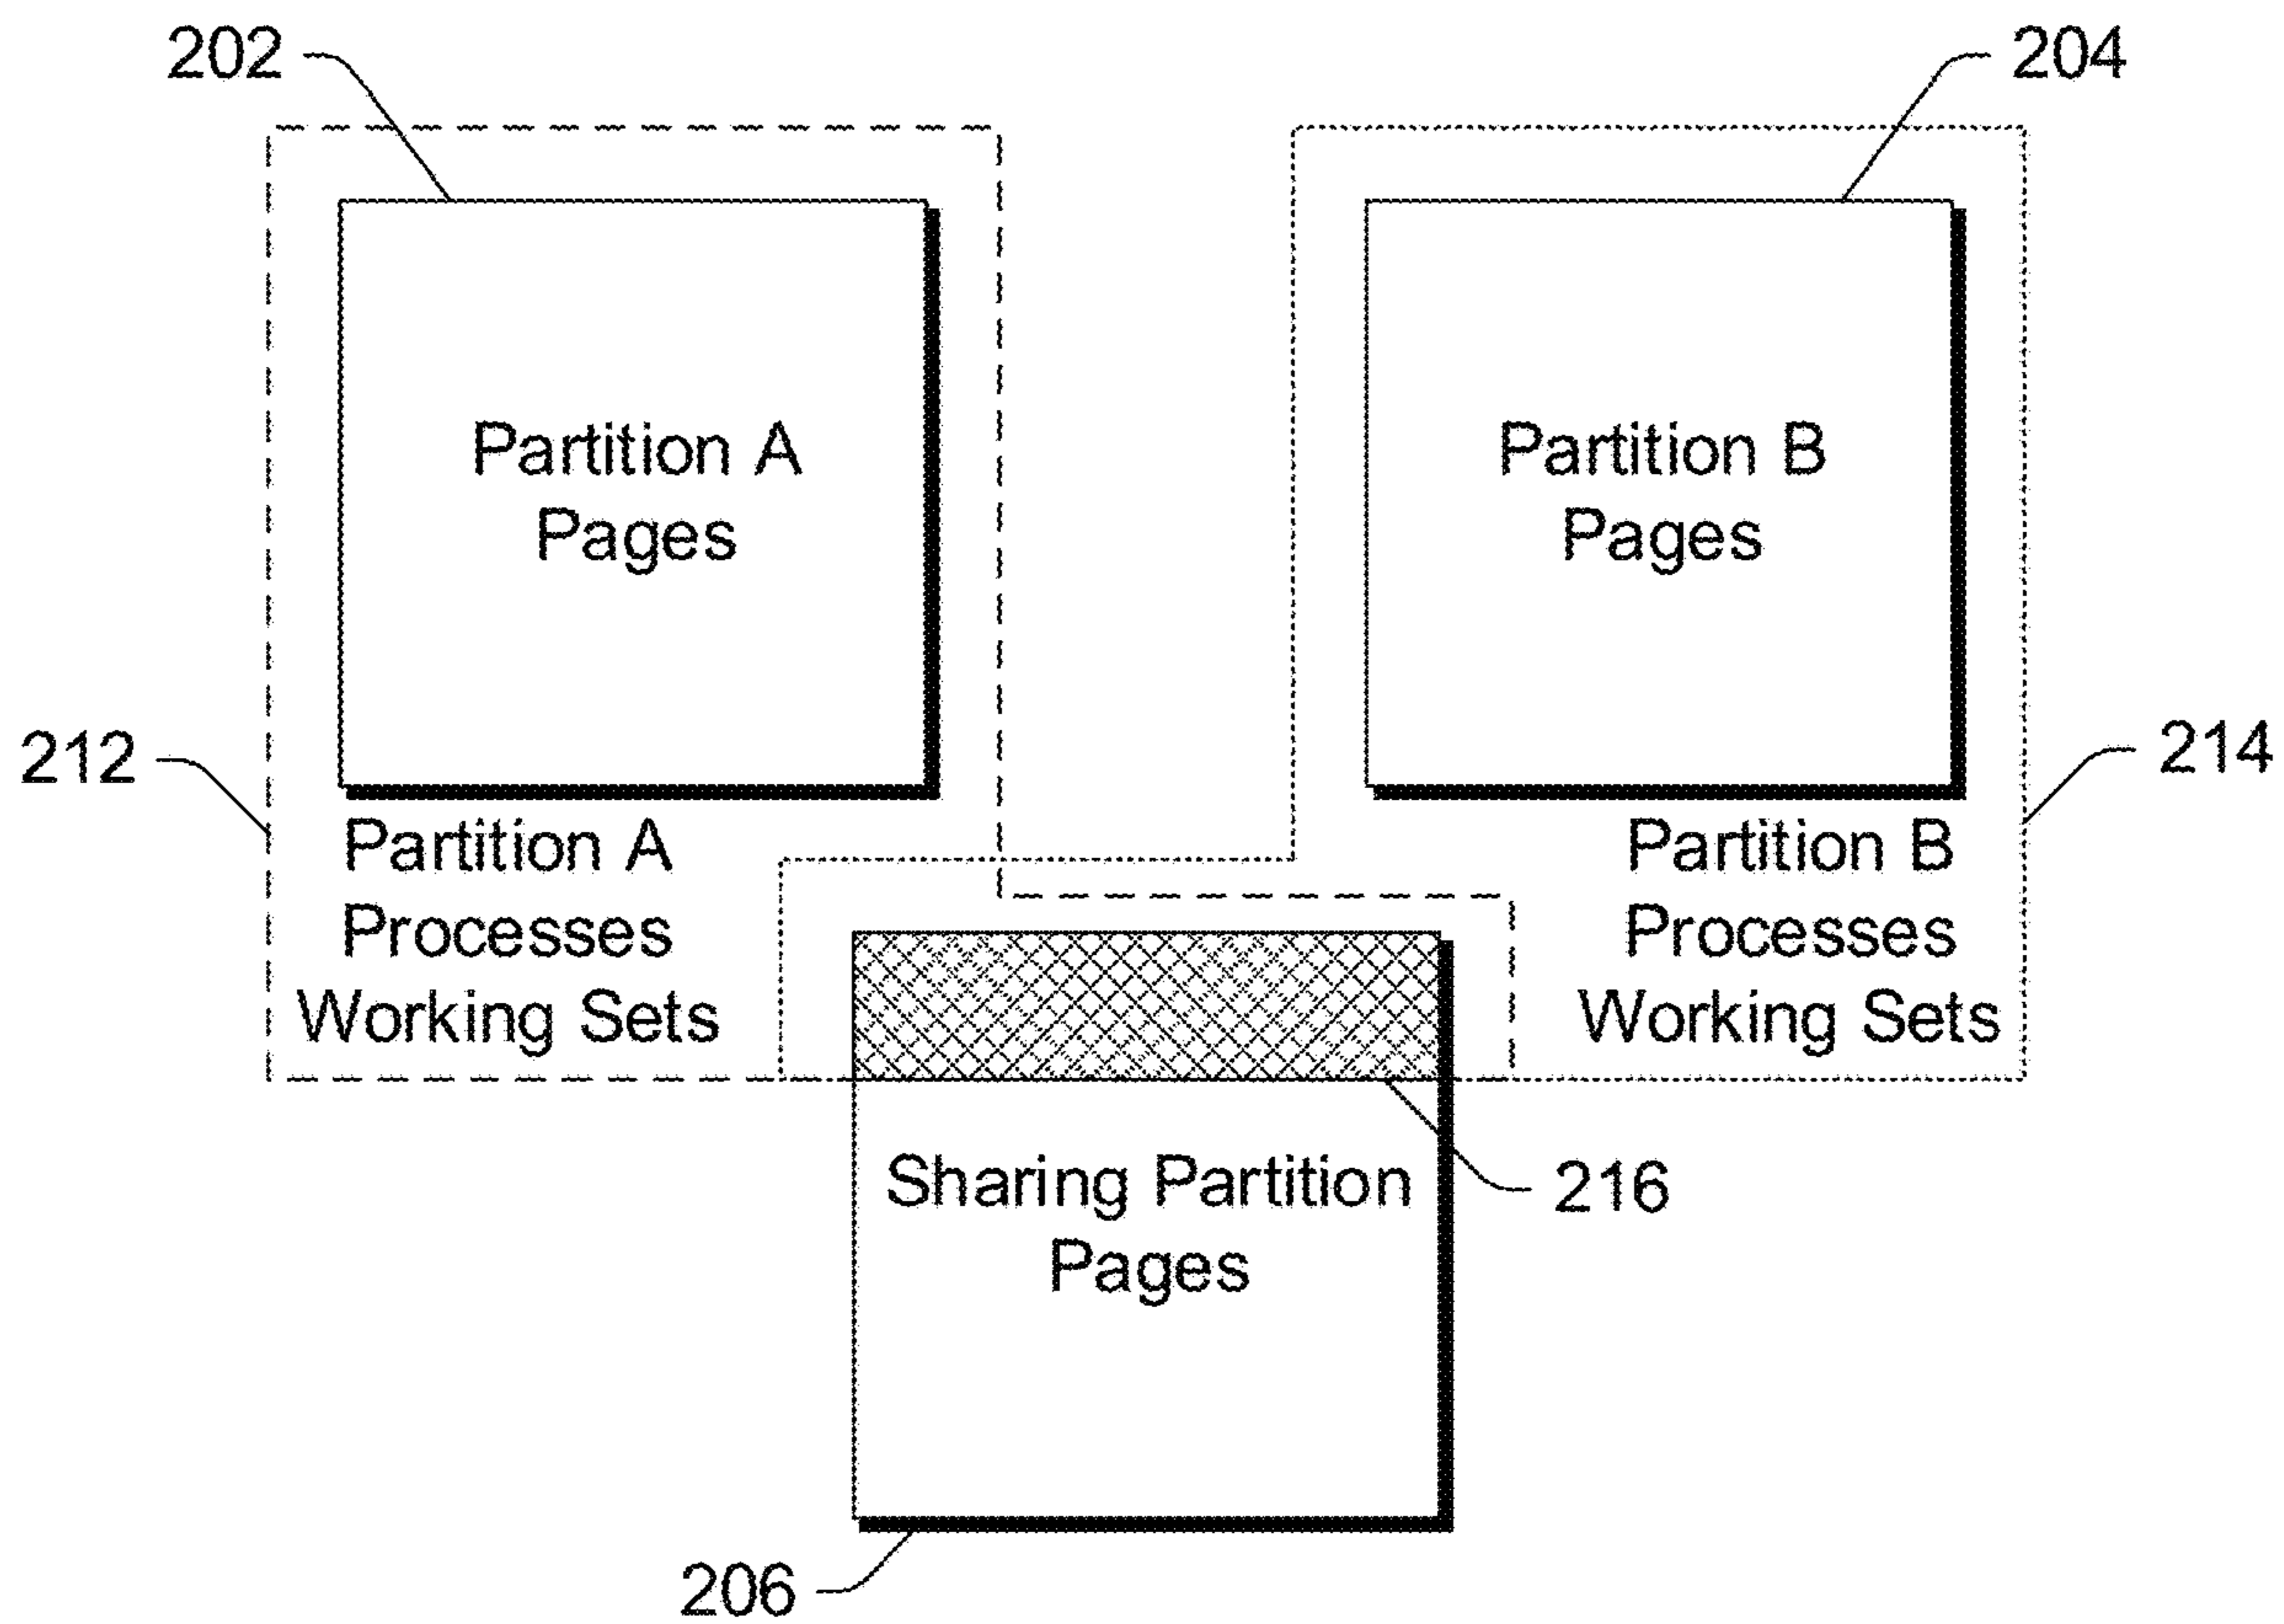 202
204
Partition A
Pages
Partition B
Pages
212
214
Partition A
Processes
Working Sets
Partition B
Processes
Working Sets
Sharing Partition
Pages
216
206